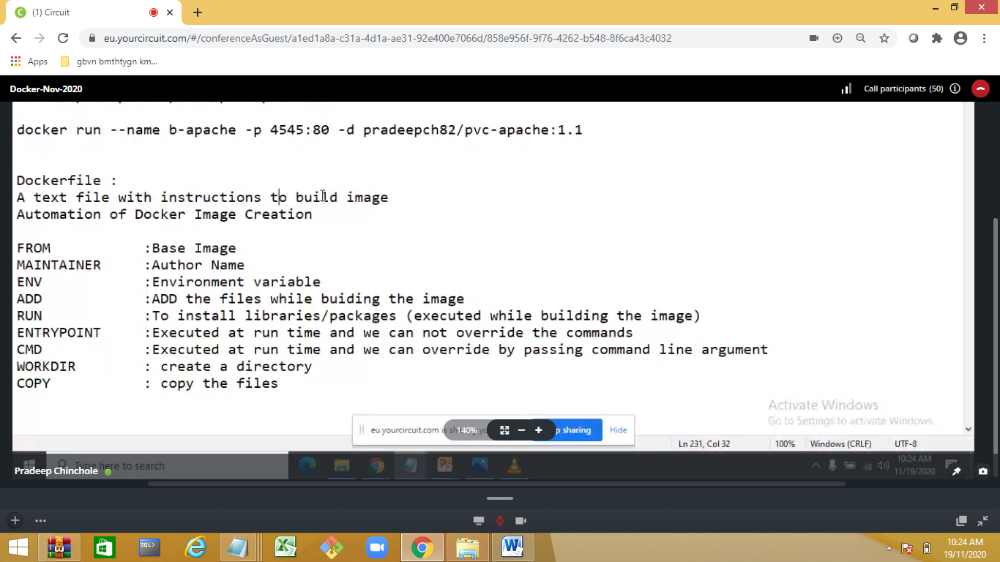 (1) Circuit
eu.yourcircuit.com/#/conferenceAsGuest/a1ed1a8a-c31a-4d1a-ae31-92e400e7066d/858e956f-9f76-4262-b548-8f6ca43c4032
Apps gbvn bmthtygn km...
Docker-Nov-2020 Call participants (50)
docker run --name b-apache -p 4545:80 -d pradeepch82/pvc-apache:1.1
Dockerfile :
A text file with instructions to build image
Automation of Docker Image Creation
FROM :Base Image
MAINTAINER :Author Name
ENV :Environment variable
ADD :ADD the files while buiding the image
RUN :To install libraries/packages (executed while building the image)
ENTRYPOINT :Executed at run time and we can not override the commands
CMD :Executed at run time and we can override by passing command line argument
WORKDIR : create a directory
COPY : copy the files
Activate Windows
Go to Settings to activate Windows.
eu.yourcircuit.com is 140% sharing Hide
Ln 231, Col 32 100% Windows (CRLF) UTF-8
Type here to search 10:24 AM
Pradeep Chinchole 11/19/2020
SQL>
10:24 AM
19/11/2020